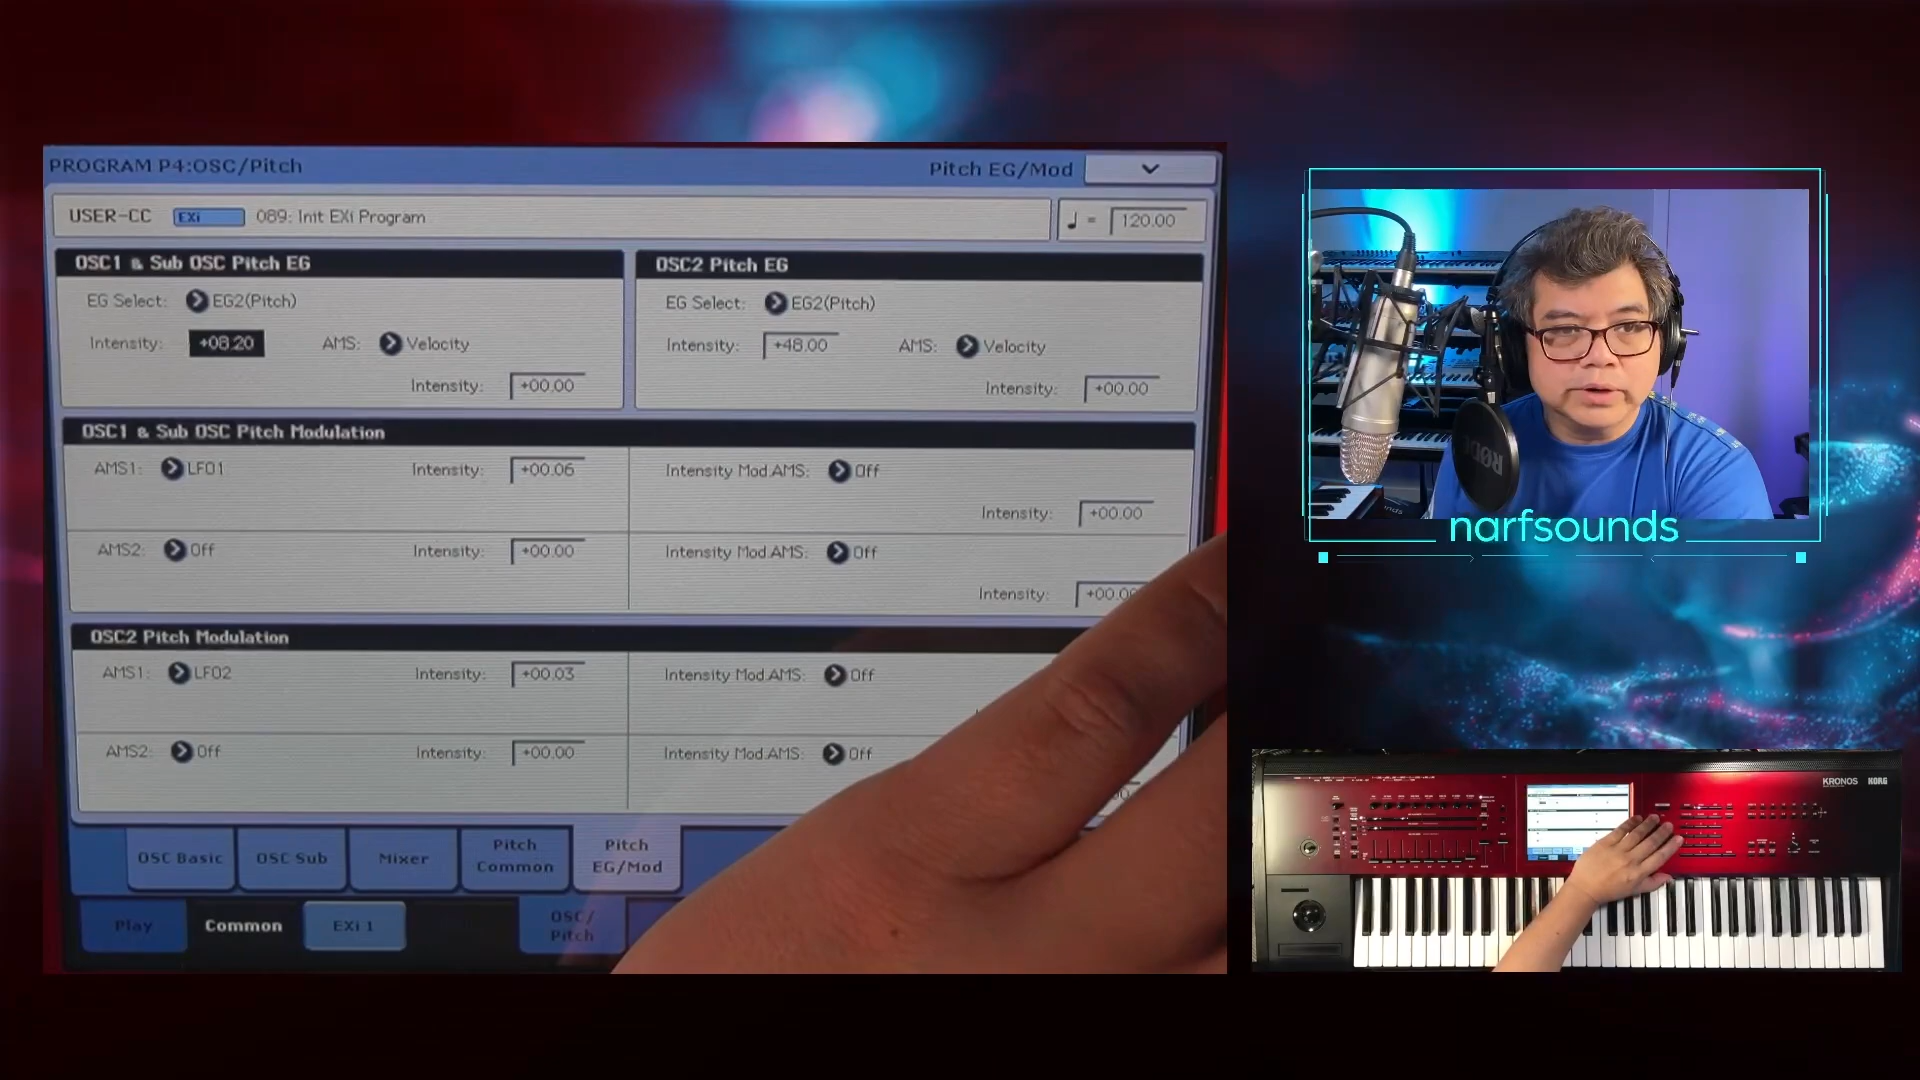 PROGRAM P4:OSC/Pitch
Pitch EG/Mod
USER-CC EXi 089: Init EXi Program
♩ = 120.00
OSC1 & Sub OSC Pitch EG
EG Select: EG2(Pitch)
Intensity: +08.20 AMS: Velocity
Intensity: +00.00
OSC2 Pitch EG
EG Select: EG2(Pitch)
Intensity: +48.00 AMS: Velocity
Intensity: +00.00
OSC1 & Sub OSC Pitch Modulation
AMS1: LFO1 Intensity: +00.06 Intensity Mod.AMS: Off
Intensity: +00.00
AMS2: Off Intensity: +00.00 Intensity Mod.AMS: Off
Intensity: +00.00
OSC2 Pitch Modulation
AMS1: LFO2 Intensity: +00.03 Intensity Mod.AMS: Off
AMS2: Off Intensity: +00.00 Intensity Mod.AMS: Off
OSC Basic
OSC Sub
Mixer
Pitch Common
Pitch EG/Mod
Play
Common
EXi 1
OSC/ Pitch
RØDE
narfsounds
KRONOS KORG